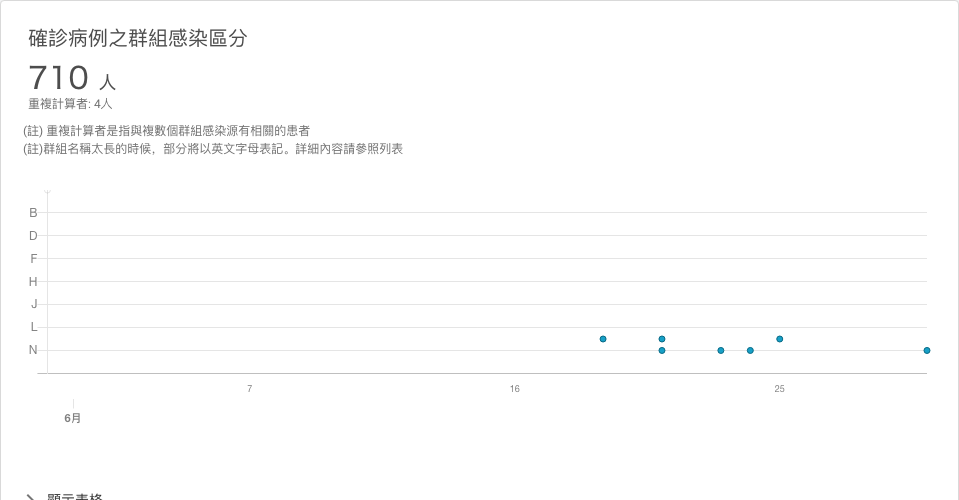 確診病例之群組感染區分
710 人
重複計算者: 4人
(註) 重複計算者是指與複數個群組感染源有相關的患者
(註)群組名稱太長的時候，部分將以英文字母表記。詳細內容請參照列表
B
D
F
H
J
L
N
7 16 25
6月
顯示表格